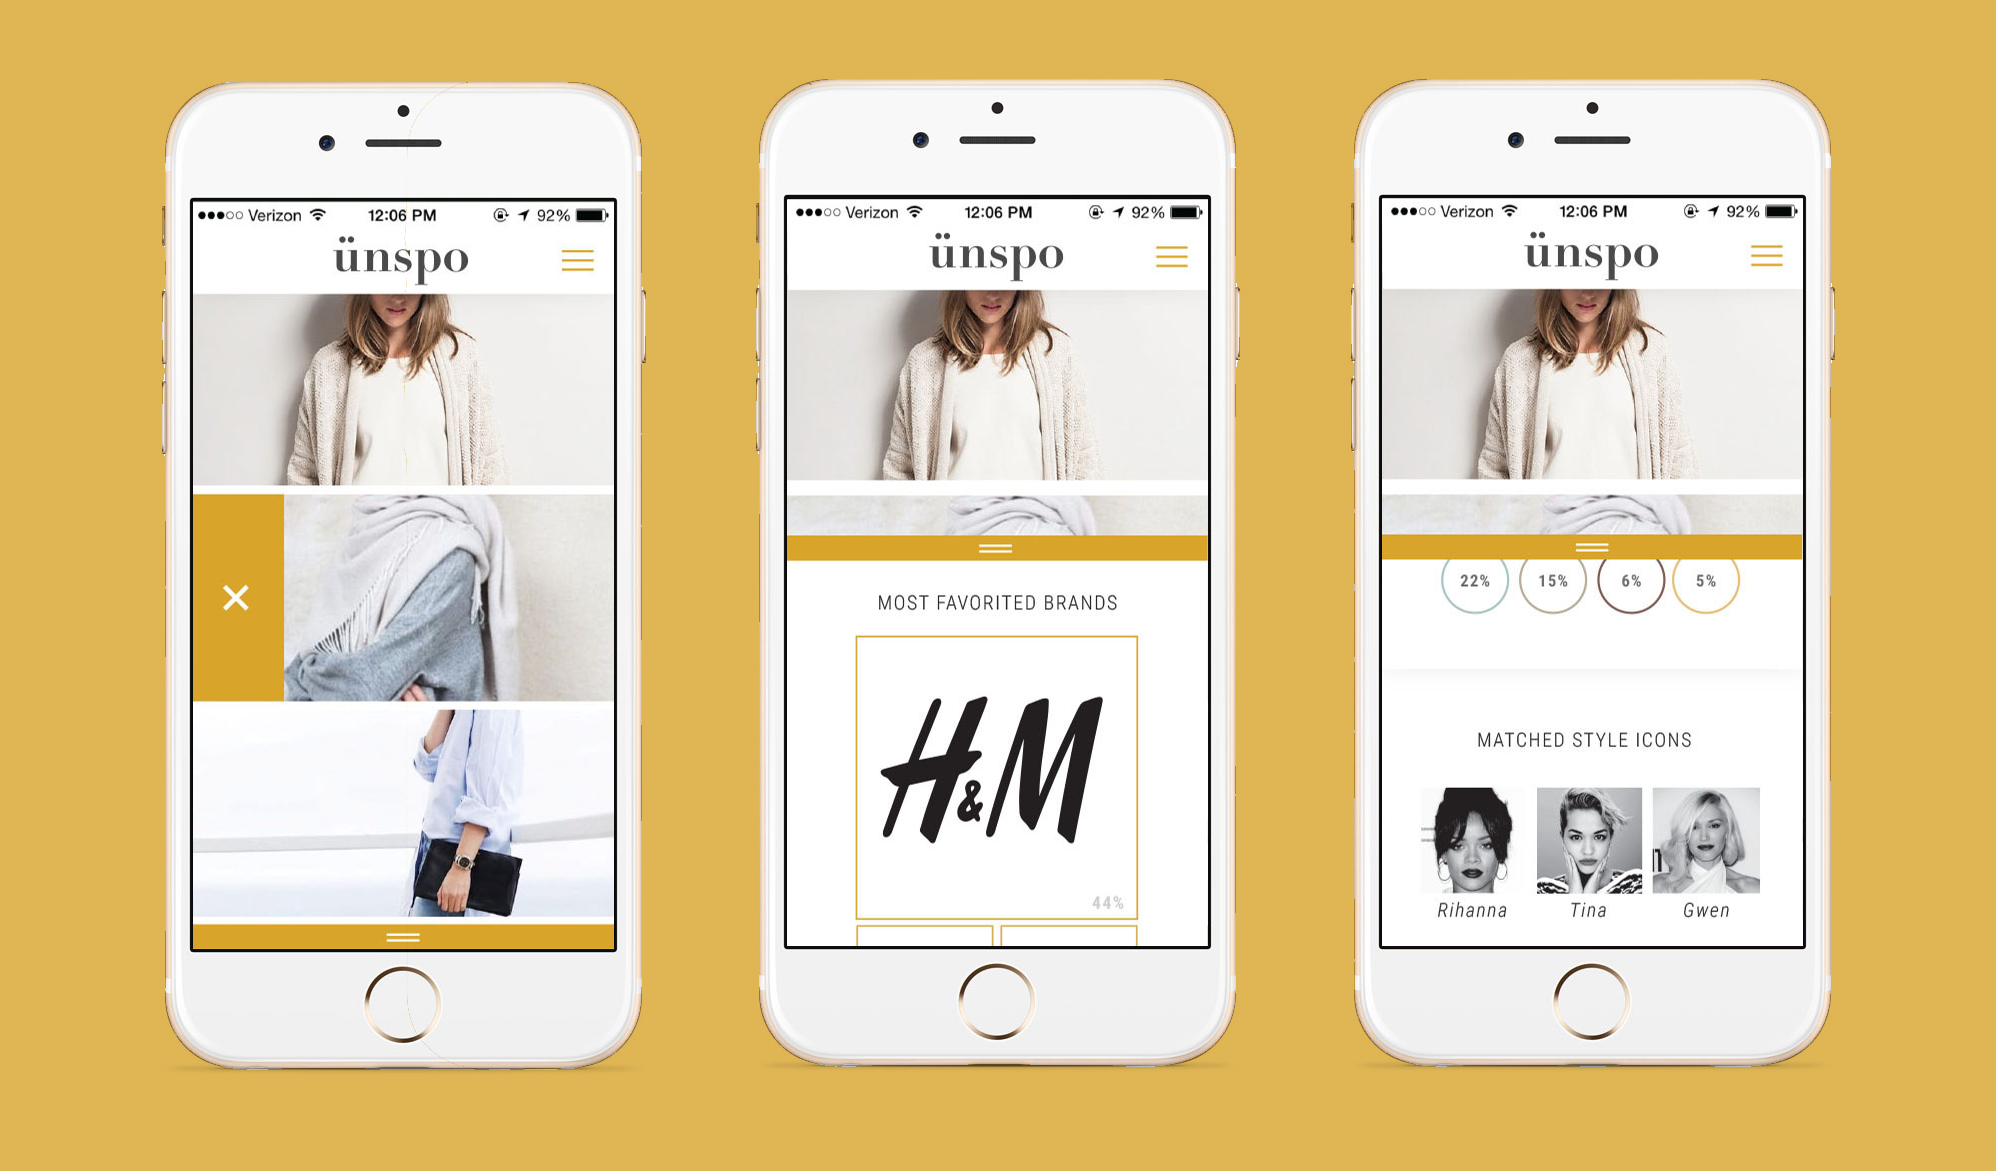 Verizon 12:06 PM 92%
ünspo
Verizon 12:06 PM 92%
ünspo
MOST FAVORITED BRANDS
H&M
44%
Verizon 12:06 PM 92%
ünspo
22% 15% 6% 5%
MATCHED STYLE ICONS
Rihanna Tina Gwen